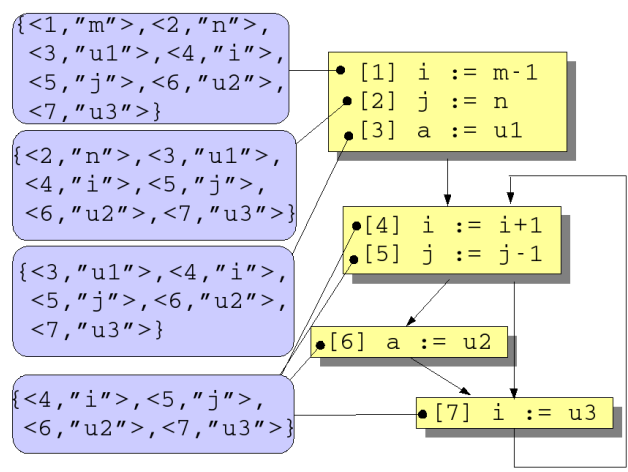 {<1,"m">,<2,"n">,
<3,"u1">,<4,"i">,
<5,"j">,<6,"u2">,
<7,"u3">}
{<2,"n">,<3,"u1">,
<4,"i">,<5,"j">,
<6,"u2">,<7,"u3">}
{<3,"u1">,<4,"i">,
<5,"j">,<6,"u2">,
<7,"u3">}
{<4,"i">,<5,"j">,
<6,"u2">,<7,"u3">}
[1] i := m-1
[2] j := n
[3] a := u1
[4] i := i+1
[5] j := j-1
[6] a := u2
[7] i := u3